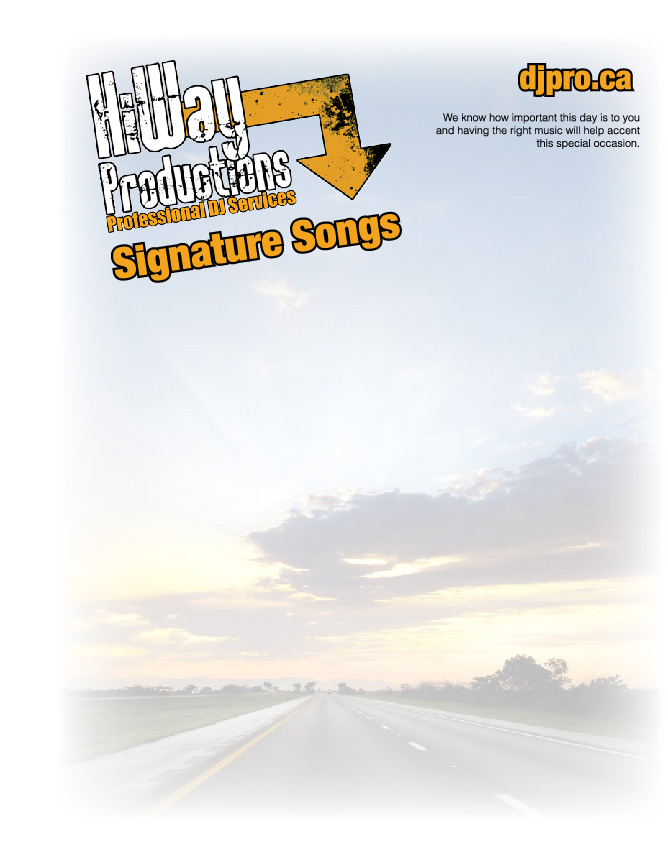 HiWay
Productions
Professional DJ Services
Signature Songs
djpro.ca
We know how important this day is to you
and having the right music will help accent
this special occasion.